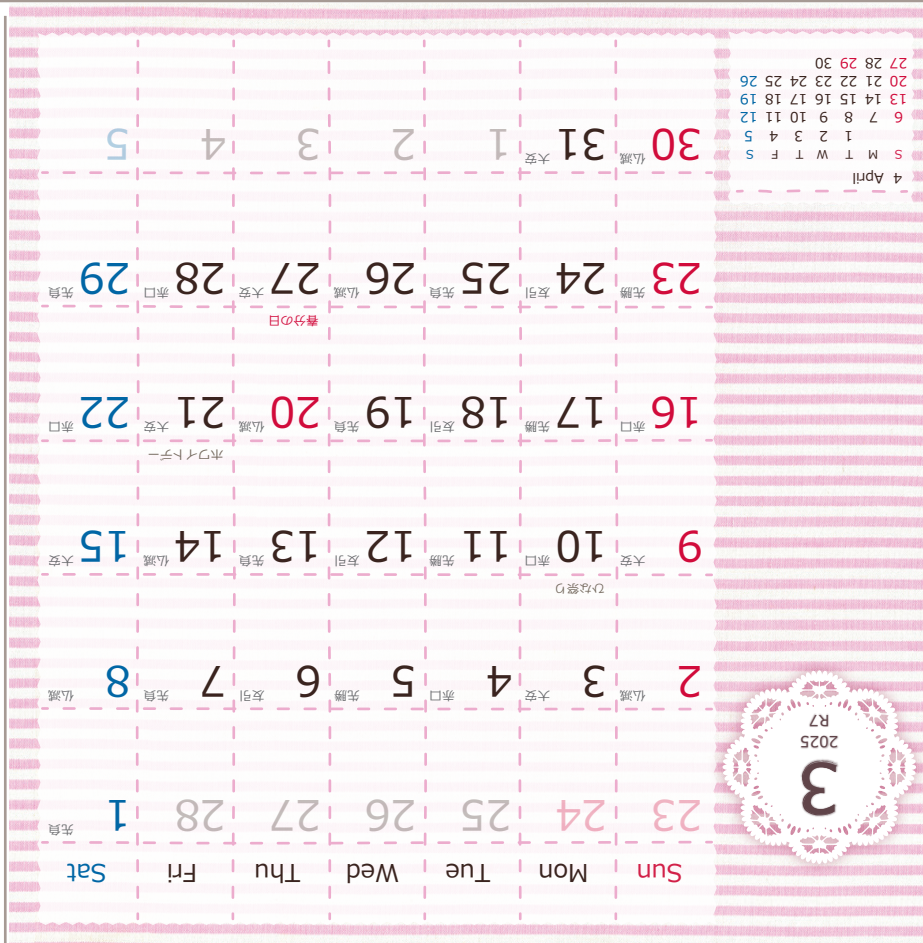 3
2025
R7
Sun Mon Tue Wed Thu Fri Sat
23 24 25 26 27 28 1 先負
2 仏滅 3 大安 4 赤口 5 先勝 6 友引 7 先負 8 仏滅
ひな祭り
9 大安 10 赤口 11 先勝 12 友引 13 先負 14 仏滅 15 大安
ホワイトデー
16 赤口 17 先勝 18 友引 19 先負 20 仏滅 21 大安 22 赤口
春分の日
23 先勝 24 友引 25 先負 26 仏滅 27 大安 28 赤口 29 先負
30 仏滅 31 大安 1 2 3 4 5
4 April
S M T W T F S
1 2 3 4 5
6 7 8 9 10 11 12
13 14 15 16 17 18 19
20 21 22 23 24 25 26
27 28 29 30